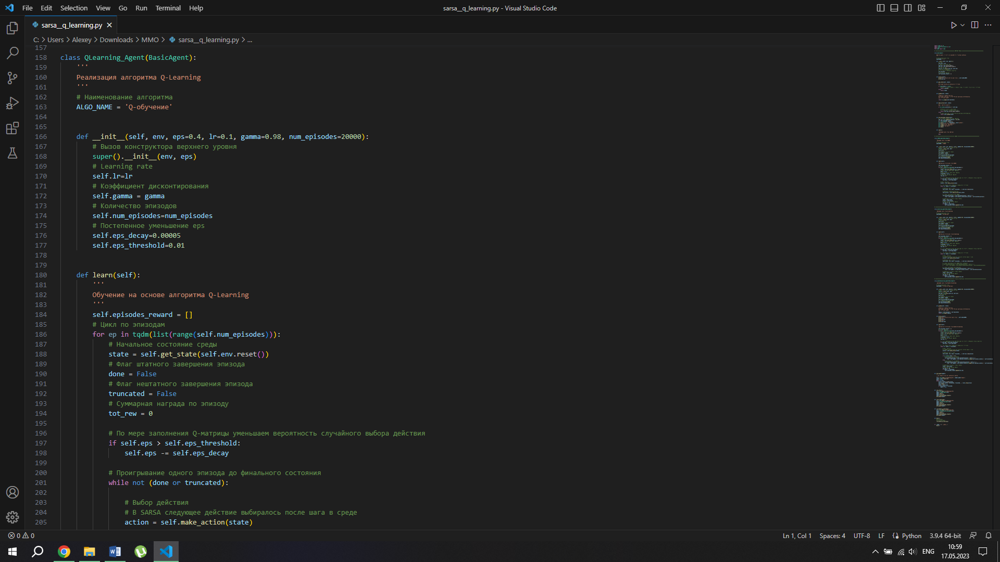 File Edit Selection View Go Run Terminal Help
sarsa__q_learning.py - Visual Studio Code
sarsa__q_learning.py
C: > Users > Alexey > Downloads > MMO > sarsa__q_learning.py > ...
157
158 class QLearning_Agent(BasicAgent):
159 '''
160 Реализация алгоритма Q-Learning
161 '''
162 # Наименование алгоритма
163 ALGO_NAME = 'Q-обучение'
164
165
166 def __init__(self, env, eps=0.4, lr=0.1, gamma=0.98, num_episodes=20000):
167 # Вызов конструктора верхнего уровня
168 super().__init__(env, eps)
169 # Learning rate
170 self.lr=lr
171 # Коэффициент дисконтирования
172 self.gamma = gamma
173 # Количество эпизодов
174 self.num_episodes=num_episodes
175 # Постепенное уменьшение eps
176 self.eps_decay=0.00005
177 self.eps_threshold=0.01
178
179
180 def learn(self):
181 '''
182 Обучение на основе алгоритма Q-Learning
183 '''
184 self.episodes_reward = []
185 # Цикл по эпизодам
186 for ep in tqdm(list(range(self.num_episodes))):
187 # Начальное состояние среды
188 state = self.get_state(self.env.reset())
189 # Флаг штатного завершения эпизода
190 done = False
191 # Флаг нештатного завершения эпизода
192 truncated = False
193 # Суммарная награда по эпизоду
194 tot_rew = 0
195
196 # По мере заполнения Q-матрицы уменьшаем вероятность случайного выбора действия
197 if self.eps > self.eps_threshold:
198 self.eps -= self.eps_decay
199
200 # Проигрывание одного эпизода до финального состояния
201 while not (done or truncated):
202
203 # Выбор действия
204 # В SARSA следующее действие выбиралось после шага в среде
205 action = self.make_action(state)
0 0
Ln 1, Col 1 Spaces: 4 UTF-8 LF Python 3.9.4 64-bit
ENG
10:59
17.05.2023